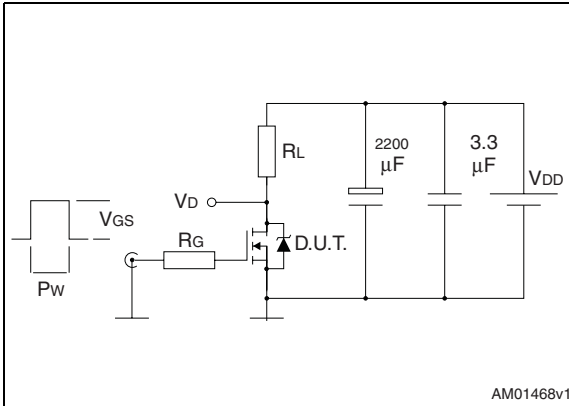 2200
μF
3.3
μF
RL
VDD
VD
VGS
RG
D.U.T.
PW
AM01468v1